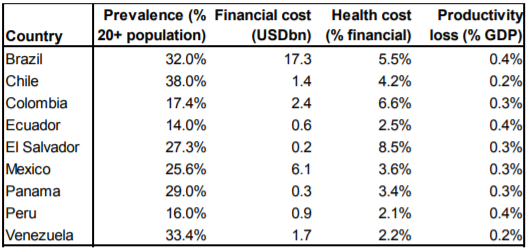 Country Prevalence (% 20+ population) Financial cost (USDbn) Health cost (% financial) Productivity loss (% GDP)
Brazil 32.0% 17.3 5.5% 0.4%
Chile 38.0% 1.4 4.2% 0.2%
Colombia 17.4% 2.4 6.6% 0.3%
Ecuador 14.0% 0.6 2.5% 0.4%
El Salvador 27.3% 0.2 8.5% 0.3%
Mexico 25.6% 6.1 3.6% 0.3%
Panama 29.0% 0.3 3.4% 0.3%
Peru 16.0% 0.9 2.1% 0.4%
Venezuela 33.4% 1.7 2.2% 0.2%